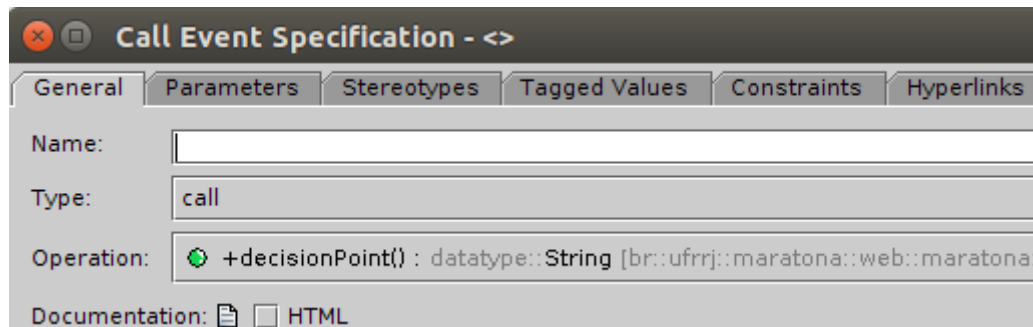 Call Event Specification - <>
General Parameters Stereotypes Tagged Values Constraints Hyperlinks
Name:
Type: call
Operation: +decisionPoint() : datatype::String [br::ufrrj::maratona::web::maratona:
Documentation: HTML